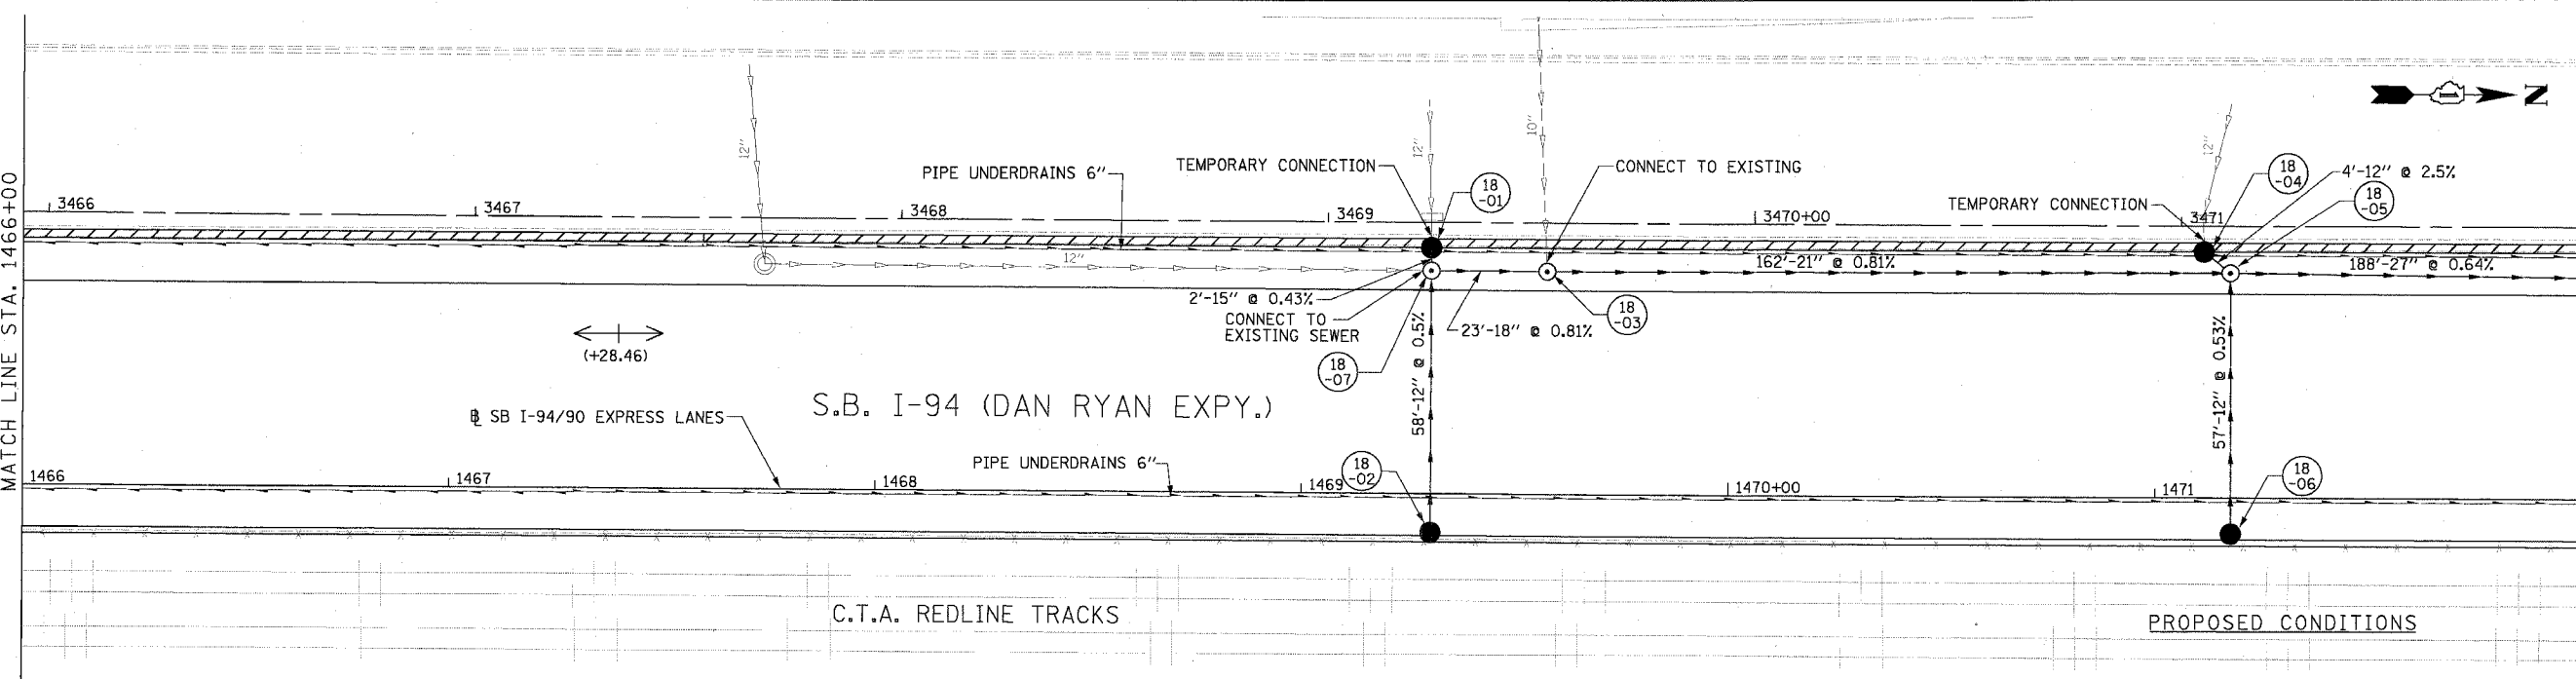 MATCH LINE STA. 1466+00
N
12"
12"
10"
12"
TEMPORARY CONNECTION
CONNECT TO EXISTING
PIPE UNDERDRAINS 6"
18
-01
18
-04
4'-12" @ 2.5%
18
-05
TEMPORARY CONNECTION
3466
3467
3468
3469
3470+00
3471
12"
162'-21" @ 0.81%
188'-27" @ 0.64%
2'-15" @ 0.43%
CONNECT TO
EXISTING SEWER
23'-18" @ 0.81%
18
-03
18
-07
(+28.46)
58'-12" @ 0.5%
57'-12" @ 0.53%
S.B. I-94 (DAN RYAN EXPY.)
℄ SB I-94/90 EXPRESS LANES
PIPE UNDERDRAINS 6"
18
-02
18
-06
1466
1467
1468
1469
1470+00
1471
C.T.A. REDLINE TRACKS
PROPOSED CONDITIONS